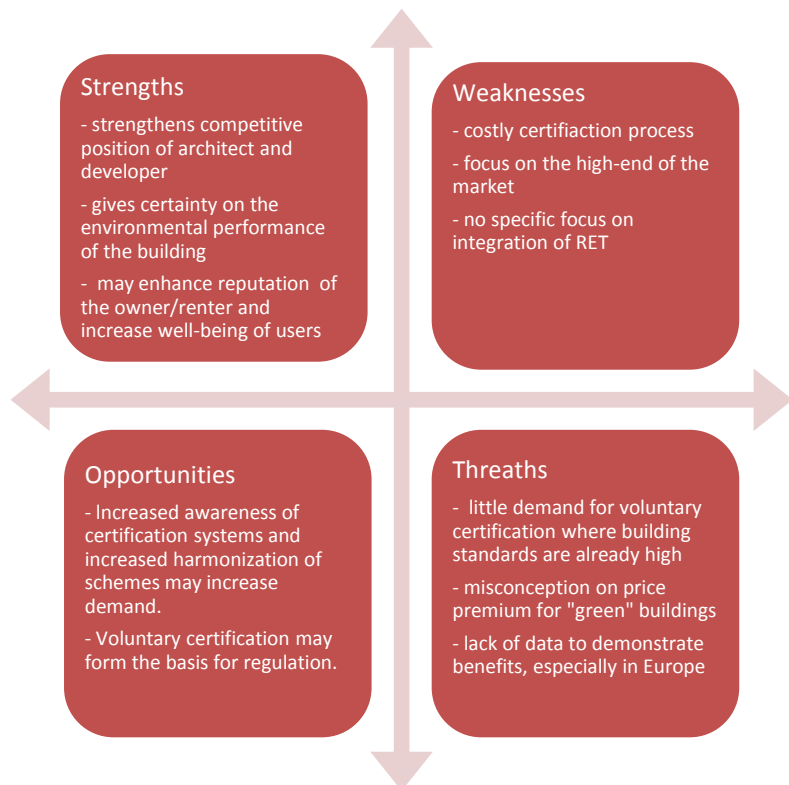 Strengths
- strengthens competitive
position of architect and
developer
- gives certainty on the
environmental performance
of the building
- may enhance reputation of
the owner/renter and
increase well-being of users
Weaknesses
- costly certifiaction process
- focus on the high-end of the
market
- no specific focus on
integration of RET
Opportunities
- Increased awareness of
certification systems and
increased harmonization of
schemes may increase
demand.
- Voluntary certification may
form the basis for regulation.
Threaths
- little demand for voluntary
certification where building
standards are already high
- misconception on price
premium for "green" buildings
- lack of data to demonstrate
benefits, especially in Europe